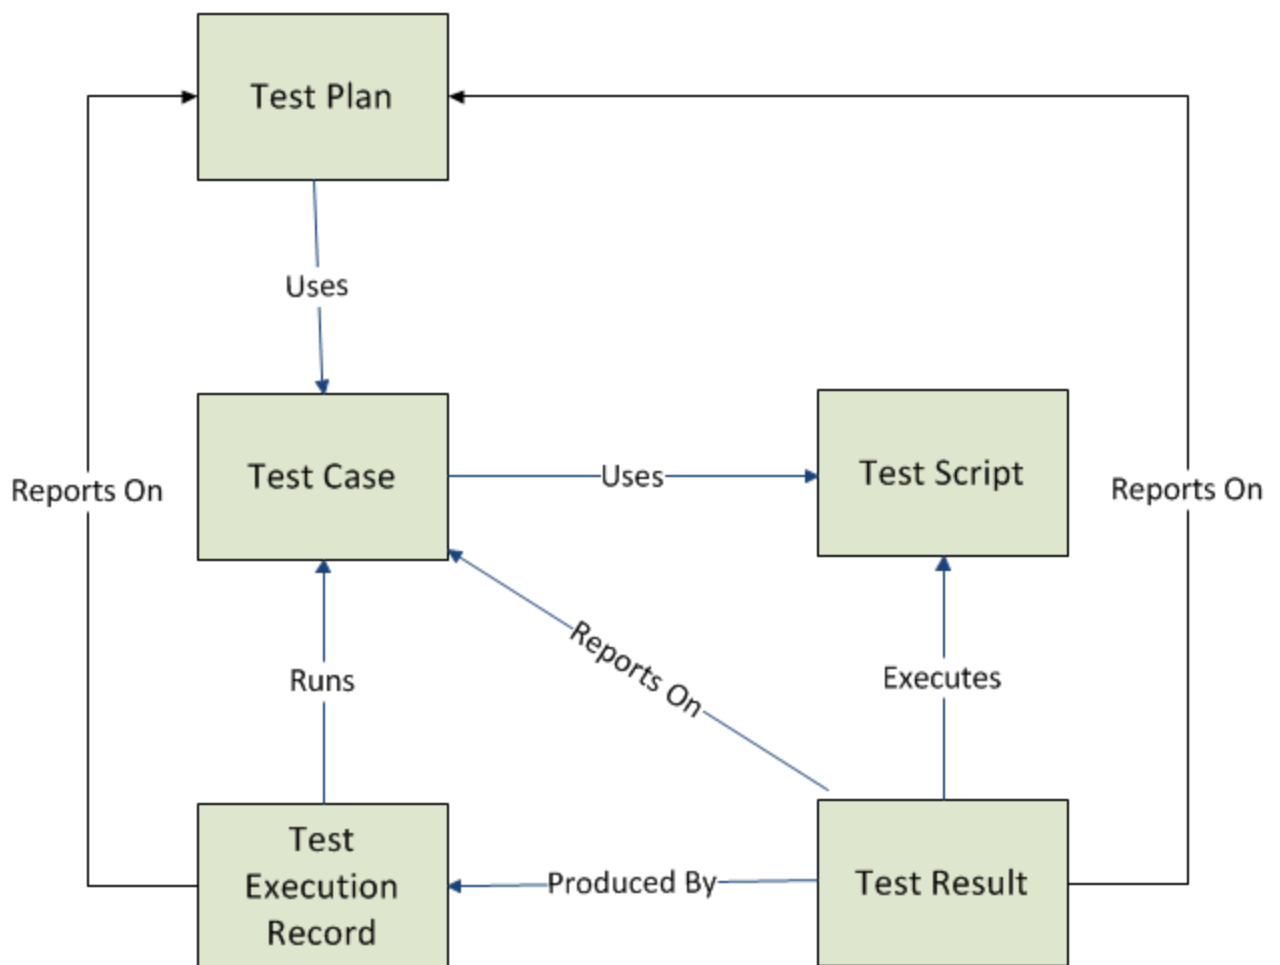 Test Plan
Uses
Test Case
Uses
Test Script
Reports On
Reports On
Reports On
Runs
Executes
Test
Execution
Record
Produced By
Test Result